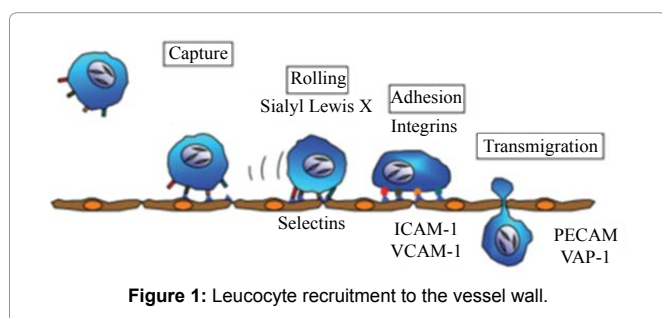 Capture
Rolling
Sialyl Lewis X
Adhesion
Integrins
Transmigration
Selectins
ICAM-1
VCAM-1
PECAM
VAP-1
Figure 1: Leucocyte recruitment to the vessel wall.